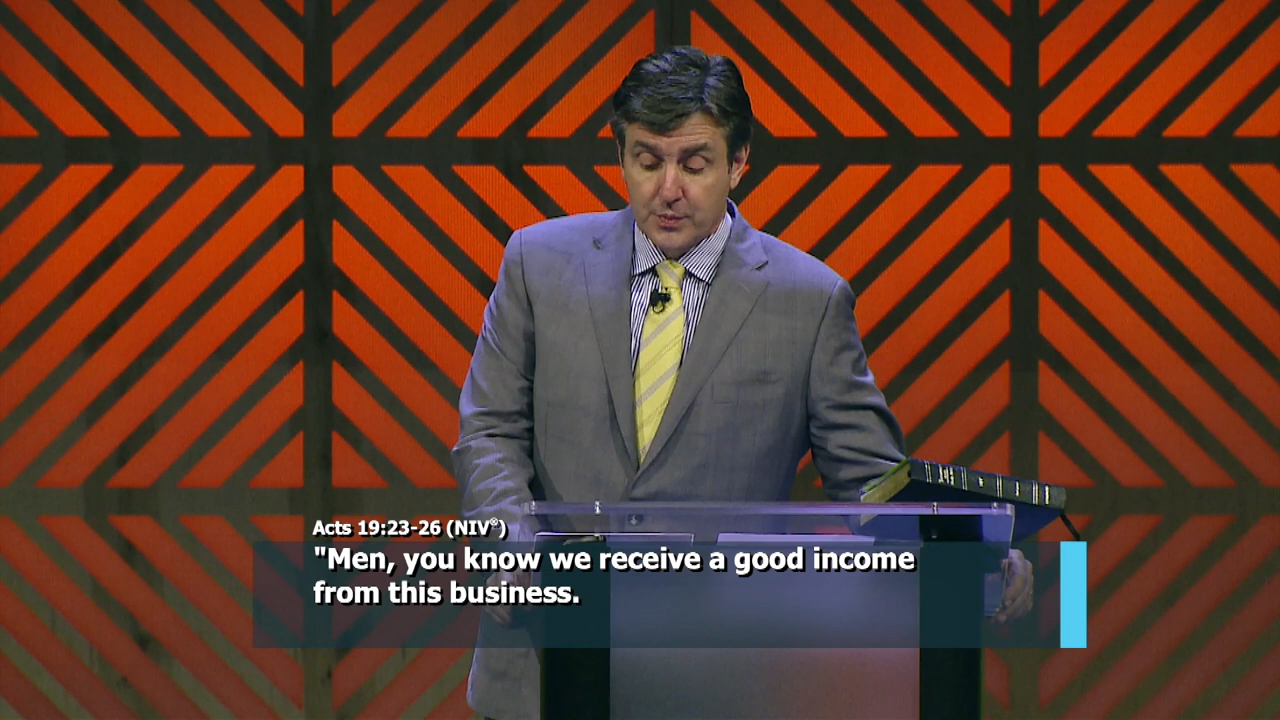 Acts 19:23-26 (NIV®)
"Men, you know we receive a good income
from this business.